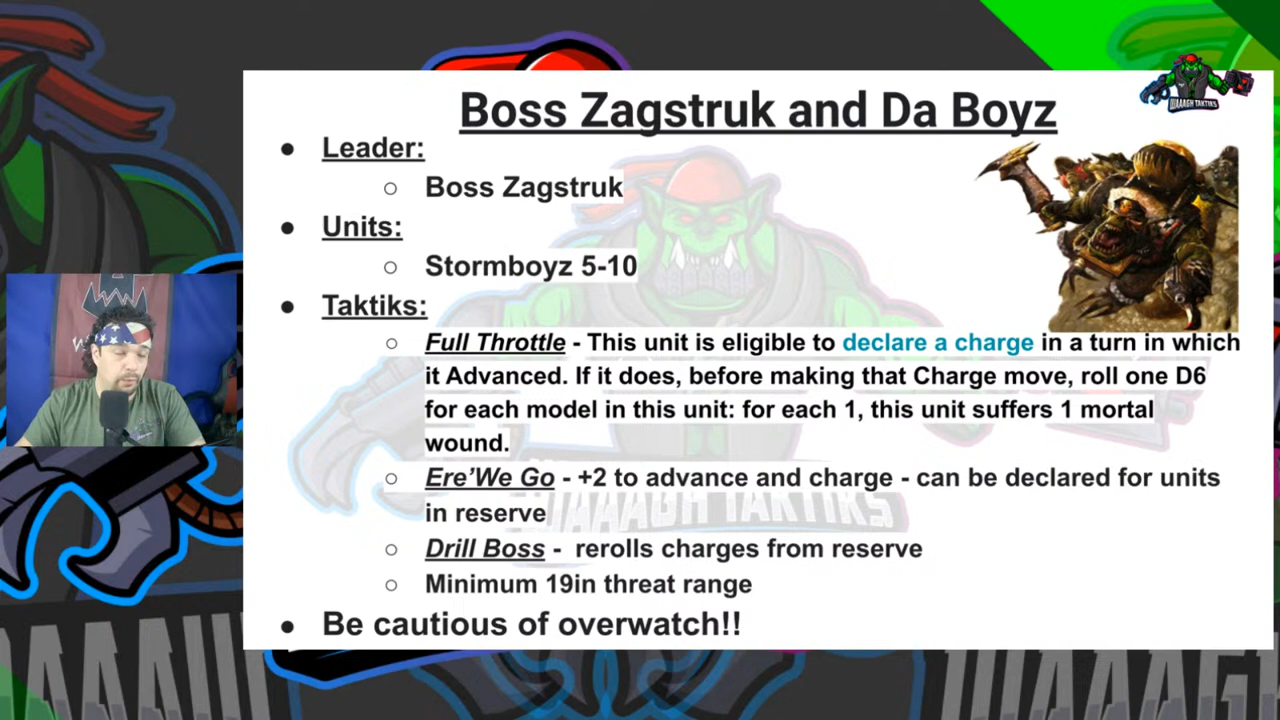 Boss Zagstruk and Da Boyz
WAAAGH TAKTIKS
● Leader:
○ Boss Zagstruk
● Units:
○ Stormboyz 5-10
● Taktiks:
○ Full Throttle - This unit is eligible to declare a charge in a turn in which
it Advanced. If it does, before making that Charge move, roll one D6
for each model in this unit: for each 1, this unit suffers 1 mortal
wound.
○ Ere’We Go - +2 to advance and charge - can be declared for units
in reserve
WAAAGH TAKTIKS
○ Drill Boss - rerolls charges from reserve
○ Minimum 19in threat range
● Be cautious of overwatch!!